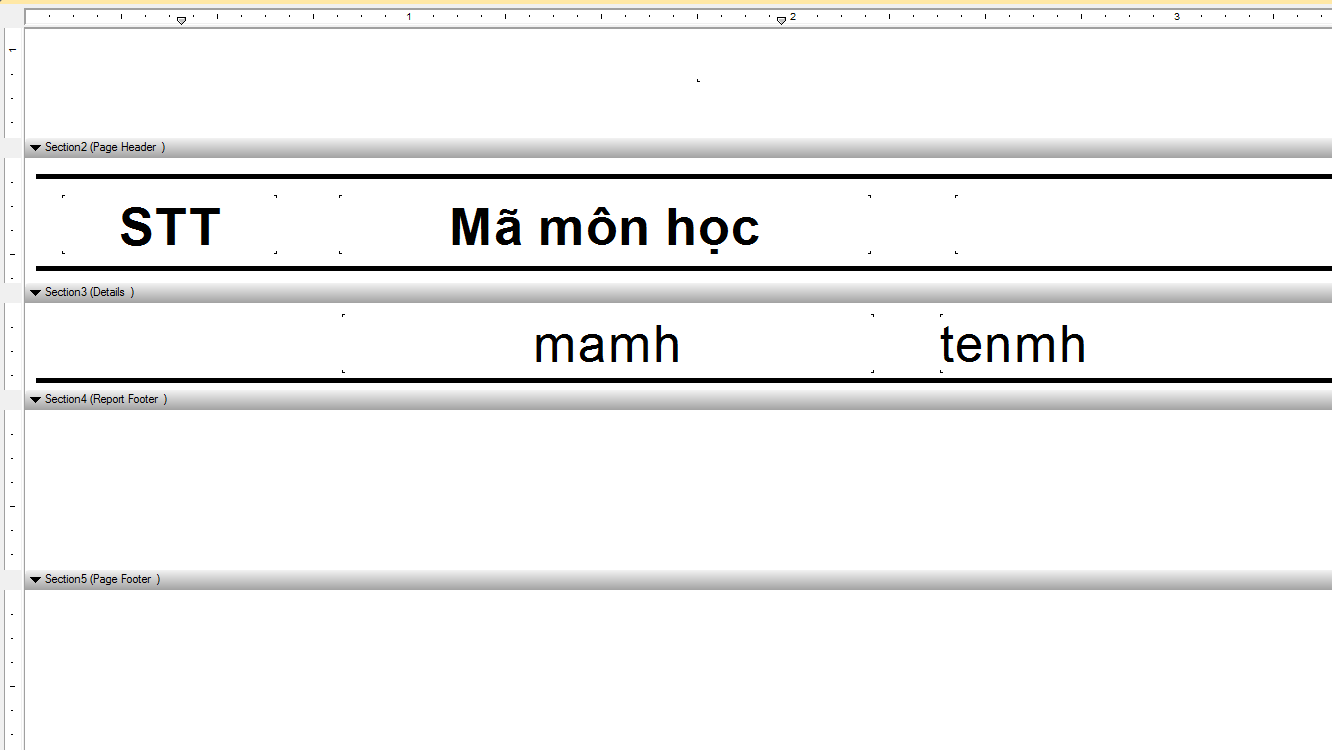 1 2 3
1
Section2 (Page Header )
STT Mã môn học
Section3 (Details )
mamh tenmh
Section4 (Report Footer )
Section5 (Page Footer )